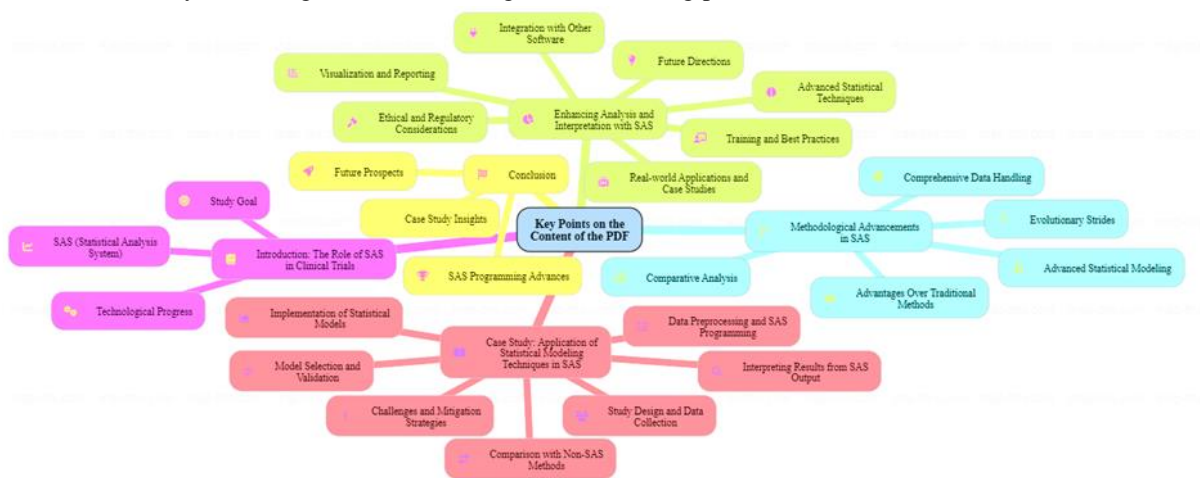 Integration with Other
Software
Future Directions
Visualization and Reporting
Advanced Statistical
Techniques
Ethical and Regulatory
Considerations
Enhancing Analysis and
Interpretation with SAS
Training and Best Practices
Future Prospects
Conclusion
Real-world Applications and
Case Studies
Case Study Insights
SAS Programming Advances
Key Points on the
Content of the PDF
Study Goal
SAS (Statistical Analysis
System)
Introduction: The Role of SAS
in Clinical Trials
Technological Progress
Comprehensive Data Handling
Methodological Advancements
in SAS
Evolutionary Strides
Advanced Statistical Modeling
Comparative Analysis
Advantages Over Traditional
Methods
Implementation of Statistical
Models
Data Preprocessing and SAS
Programming
Case Study: Application of
Statistical Modeling
Techniques in SAS
Model Selection and
Validation
Interpreting Results from SAS
Output
Challenges and Mitigation
Strategies
Study Design and Data
Collection
Comparison with Non-SAS
Methods